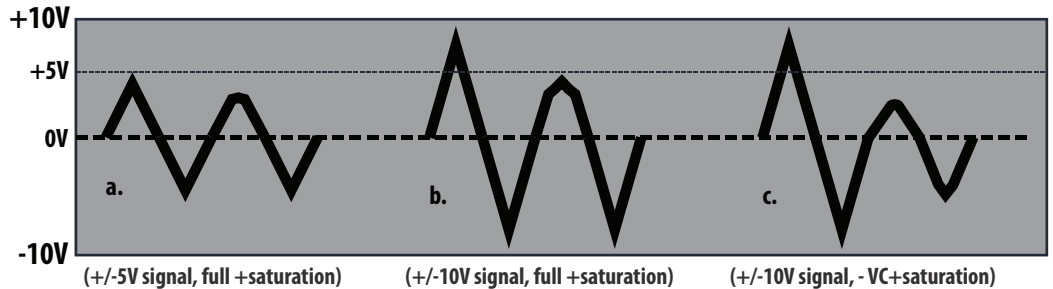 +10V
+5V
0V
-10V
a.
b.
c.
(+/-5V signal, full +saturation)
(+/-10V signal, full +saturation)
(+/-10V signal, - VC+saturation)